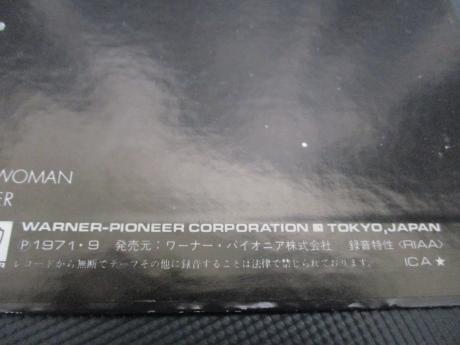 WOMAN
ER
WARNER-PIONEER CORPORATION TOKYO, JAPAN
Ⓟ1971・9 発売元：ワーナー・パイオニア株式会社 録音特性〈RIAA〉
レコードから無断でテープその他に録音することは法律で禁じられております。 ICA★